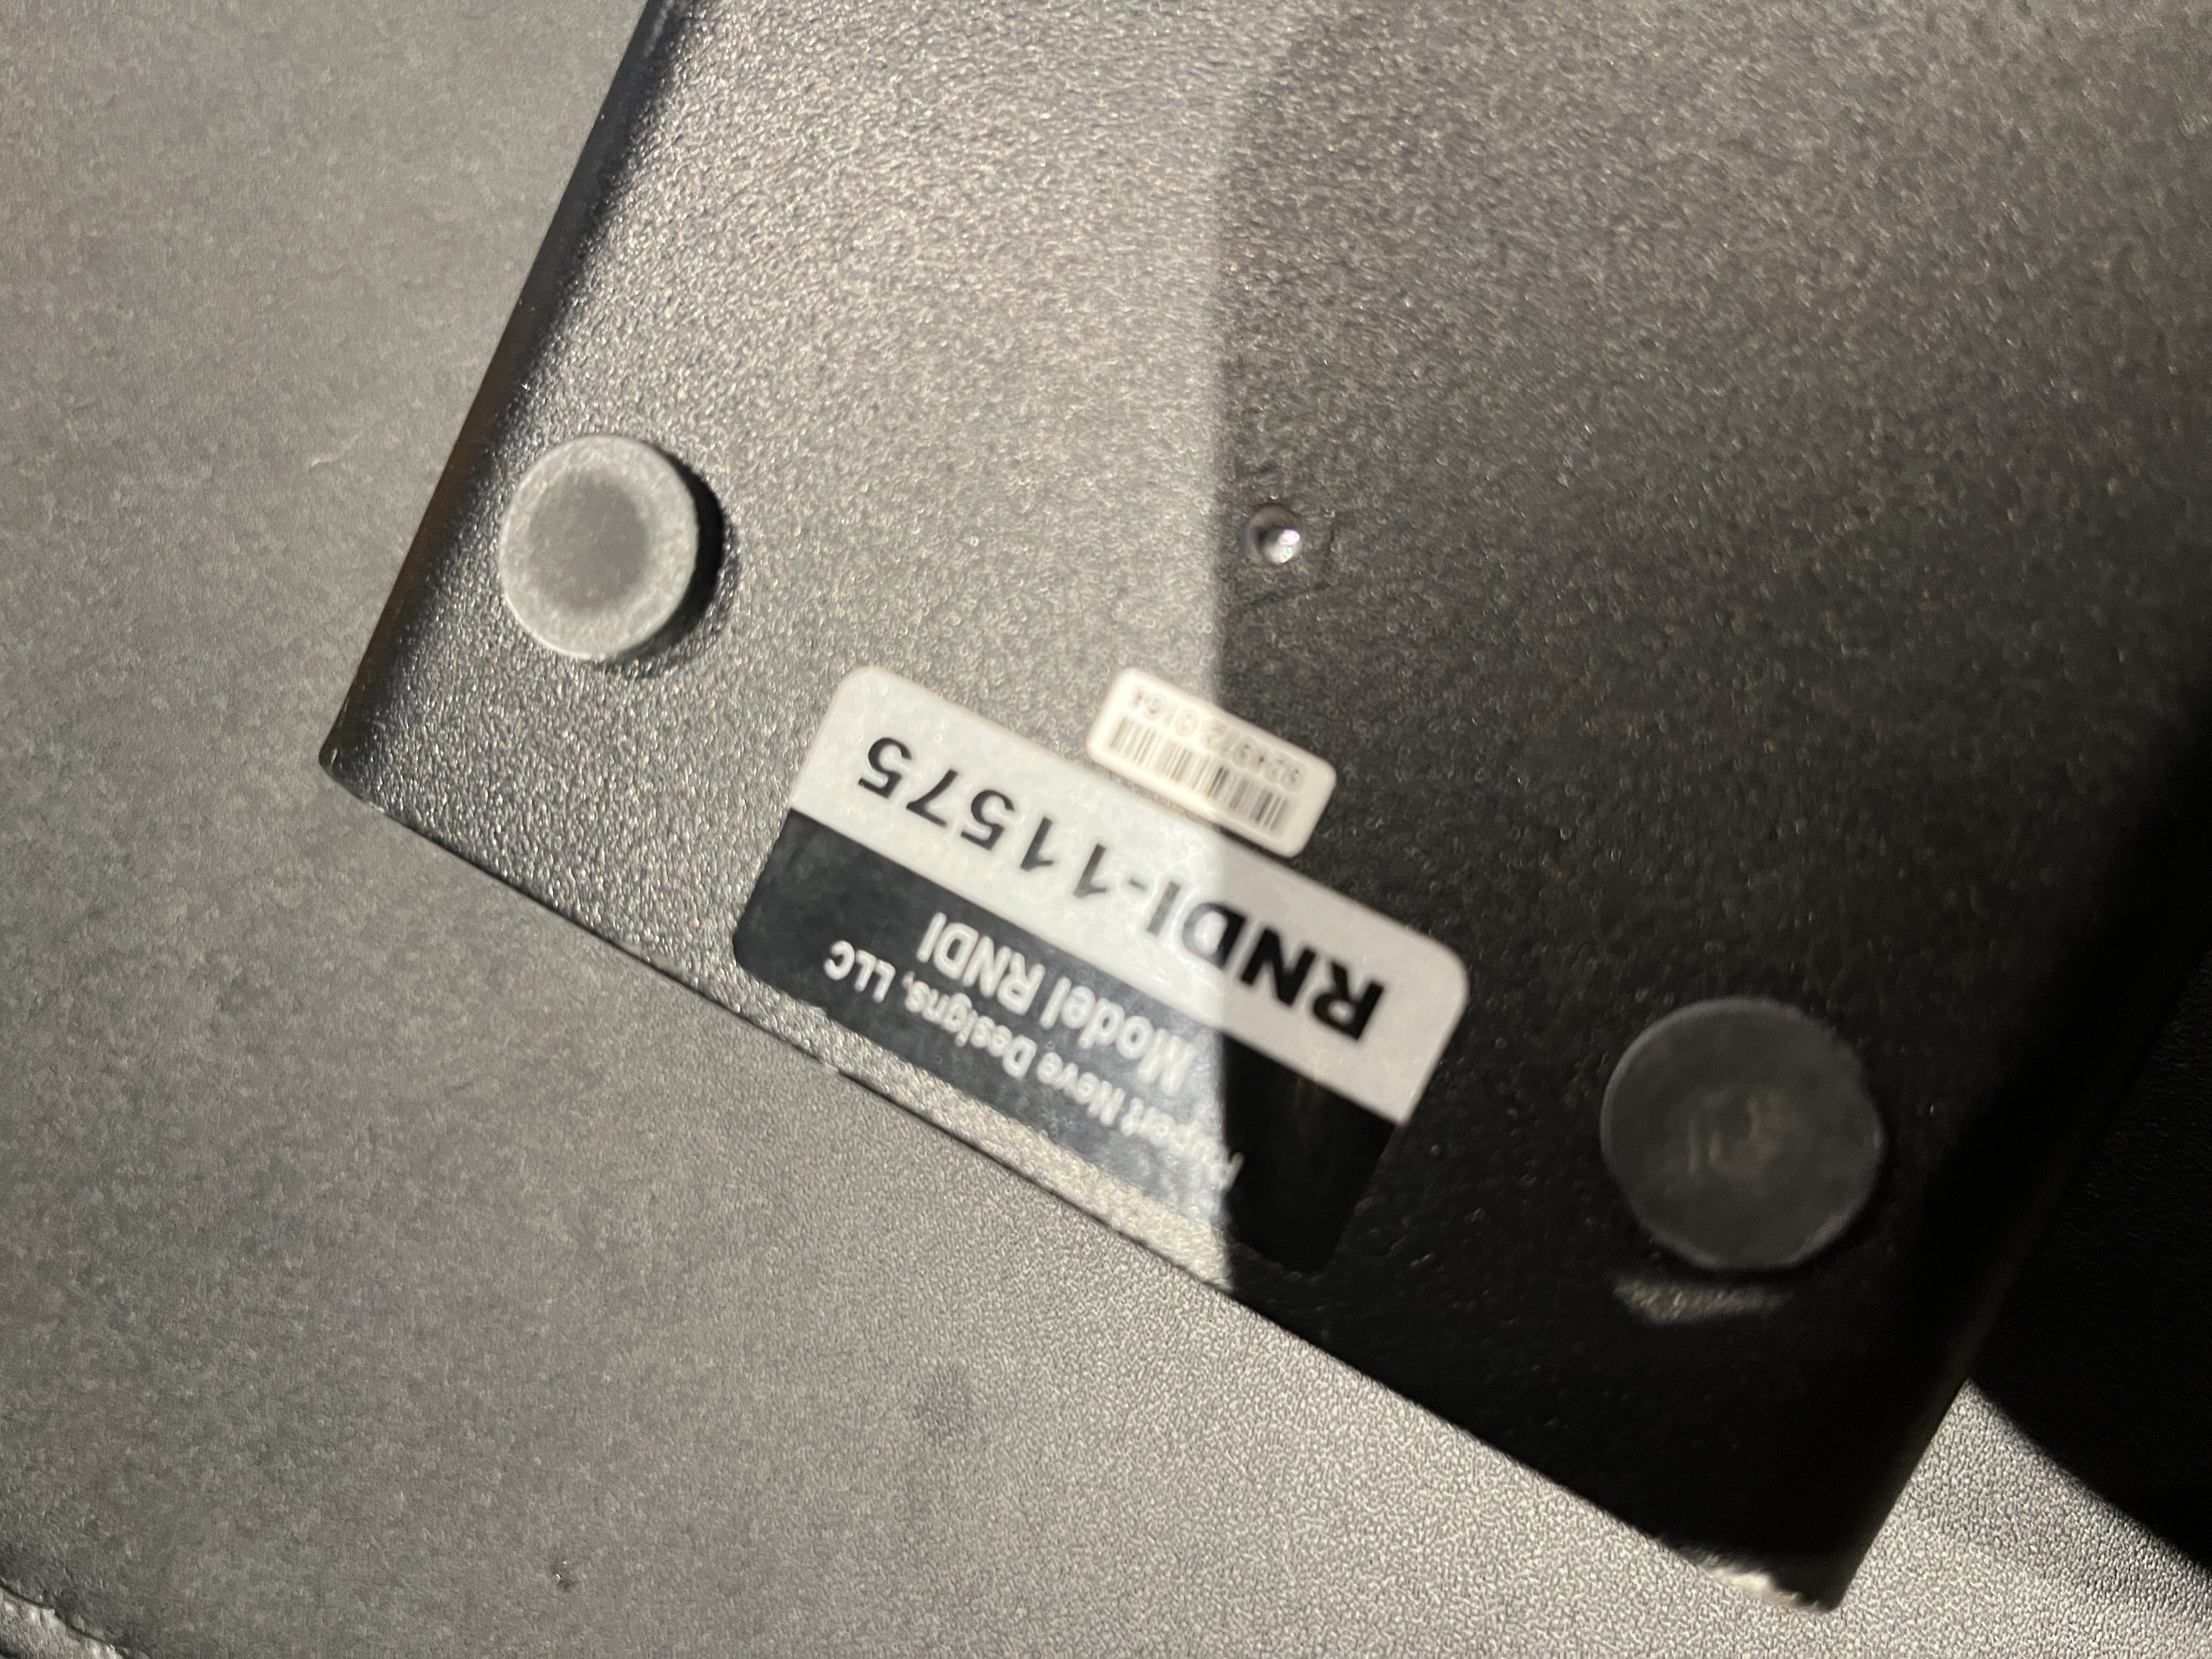 Rupert Neve Designs, LLC
Model RNDI
RNDI-11575